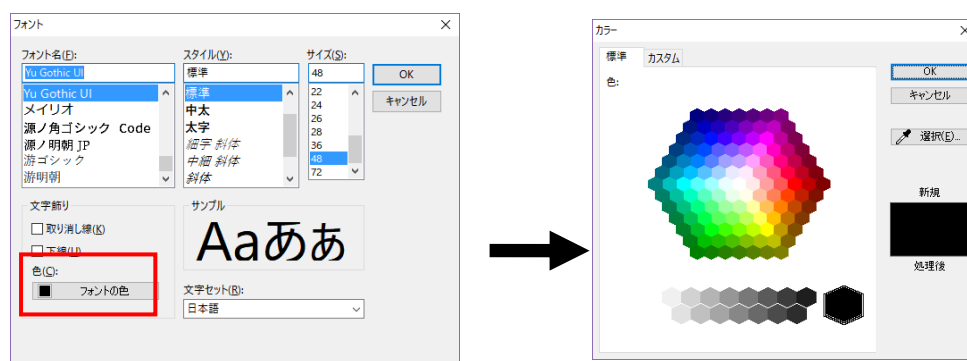 フォント
フォント名(F):
Yu Gothic UI
Yu Gothic UI
メイリオ
源ノ角ゴシック Code
源ノ明朝 JP
游ゴシック
游明朝
スタイル(Y):
標準
標準
中太
太字
細字 斜体
中細 斜体
斜体
サイズ(S):
48
22
24
26
28
36
48
72
OK
キャンセル
文字飾り
取り消し線(K)
下線(U)
色(C):
フォントの色
サンプル
Aaあぁ
文字セット(R):
日本語
カラー
標準
カスタム
色:
OK
キャンセル
選択(E)...
新規
処理後